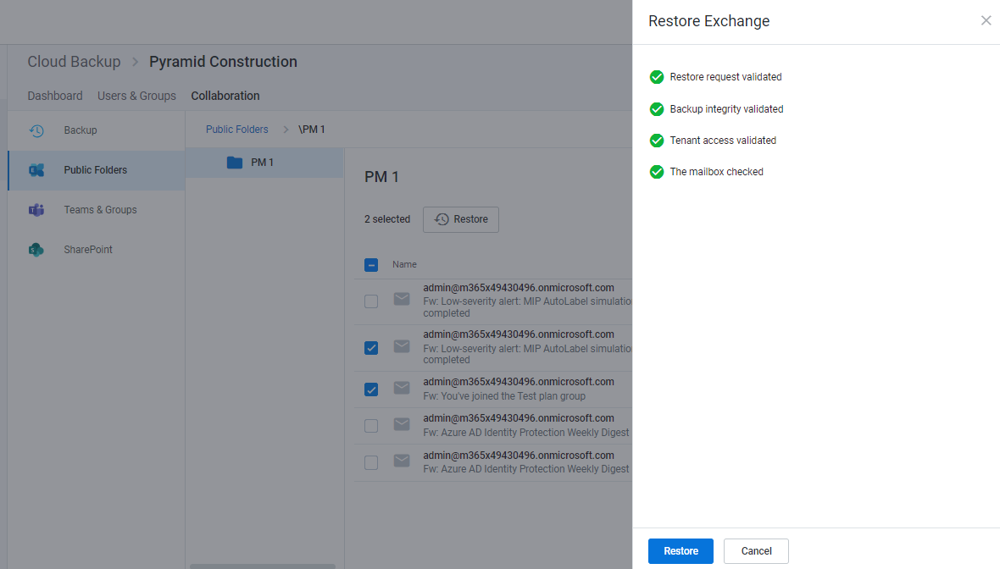 Restore Exchange
Cloud Backup > Pyramid Construction
Dashboard Users & Groups Collaboration
Backup
Public Folders
Teams & Groups
SharePoint
Public Folders > \PM 1
PM 1
PM 1
2 selected Restore
Name
admin@m365x49430496.onmicrosoft.com
Fw: Low-severity alert: MIP AutoLabel simulatio
completed
admin@m365x49430496.onmicrosoft.com
Fw: Low-severity alert: MIP AutoLabel simulatio
completed
admin@m365x49430496.onmicrosoft.com
Fw: You've joined the Test plan group
admin@m365x49430496.onmicrosoft.com
Fw: Azure AD Identity Protection Weekly Digest
admin@m365x49430496.onmicrosoft.com
Fw: Azure AD Identity Protection Weekly Digest
Restore request validated
Backup integrity validated
Tenant access validated
The mailbox checked
Restore Cancel